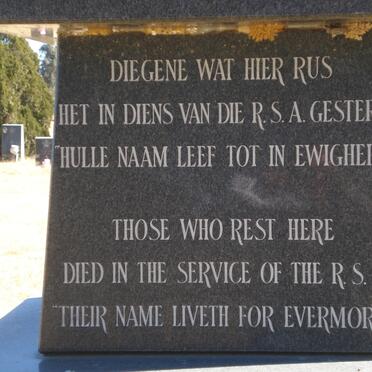 DIEGENE WAT HIER RUS
HET IN DIENS VAN DIE R.S.A. GESTER
"HULLE NAAM LEEF TOT IN EWIGHEI
THOSE WHO REST HERE
DIED IN THE SERVICE OF THE R.S.
"THEIR NAME LIVETH FOR EVERMOR